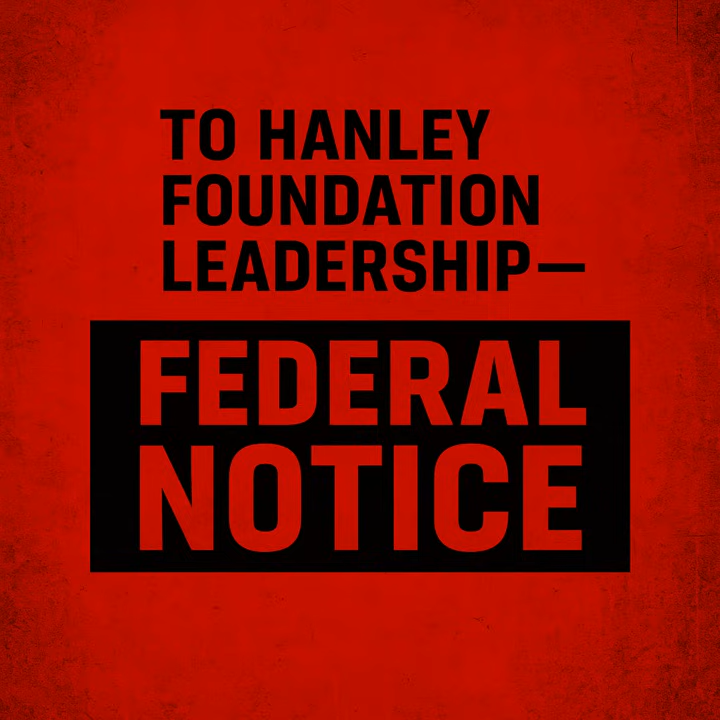 TO HANLEY
FOUNDATION
LEADERSHIP—
FEDERAL
NOTICE